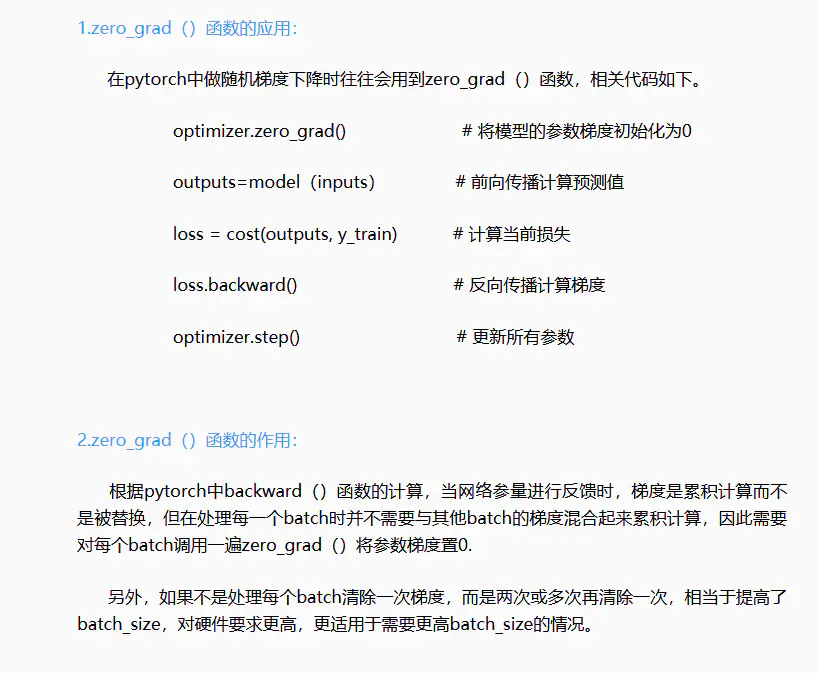 1.zero_grad（）函数的应用：
在pytorch中做随机梯度下降时往往会用到zero_grad（）函数，相关代码如下。
optimizer.zero_grad() # 将模型的参数梯度初始化为0
outputs=model（inputs） # 前向传播计算预测值
loss = cost(outputs, y_train) # 计算当前损失
loss.backward() # 反向传播计算梯度
optimizer.step() # 更新所有参数
2.zero_grad（）函数的作用：
根据pytorch中backward（）函数的计算，当网络参量进行反馈时，梯度是累积计算而不
是被替换，但在处理每一个batch时并不需要与其他batch的梯度混合起来累积计算，因此需要
对每个batch调用一遍zero_grad（）将参数梯度置0.
另外，如果不是处理每个batch清除一次梯度，而是两次或多次再清除一次，相当于提高了
batch_size，对硬件要求更高，更适用于需要更高batch_size的情况。